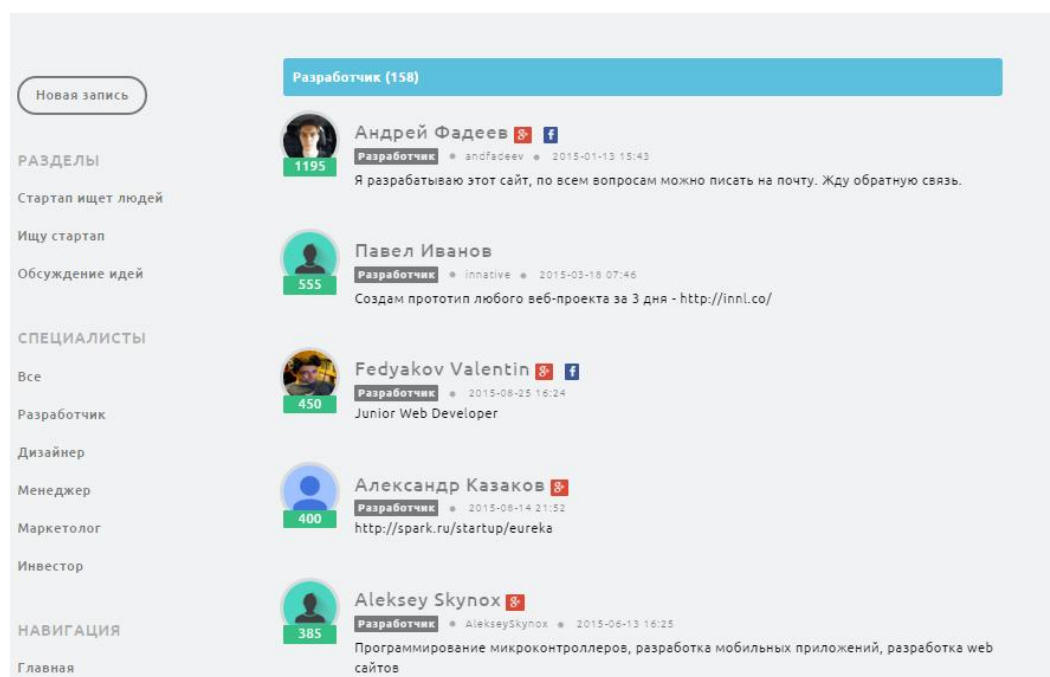 Новая запись
РАЗДЕЛЫ
Стартап ищет людей
Ищу стартап
Обсуждение идей
СПЕЦИАЛИСТЫ
Все
Разработчик
Дизайнер
Менеджер
Маркетолог
Инвестор
НАВИГАЦИЯ
Главная
Разработчик (158)
Андрей Фадеев
1195
Разработчик andfadeev 2015-01-13 15:43
Я разрабатываю этот сайт, по всем вопросам можно писать на почту. Жду обратную связь.
Павел Иванов
555
Разработчик innative 2015-03-18 07:46
Создам прототип любого веб-проекта за 3 дня - http://innl.co/
Fedyakov Valentin
450
Разработчик 2015-08-25 16:24
Junior Web Developer
Александр Казаков
400
Разработчик 2015-08-14 21:52
http://spark.ru/startup/eureka
Aleksey Skynox
385
Разработчик AlekseySkynox 2015-06-13 16:25
Программирование микроконтроллеров, разработка мобильных приложений, разработка web
сайтов